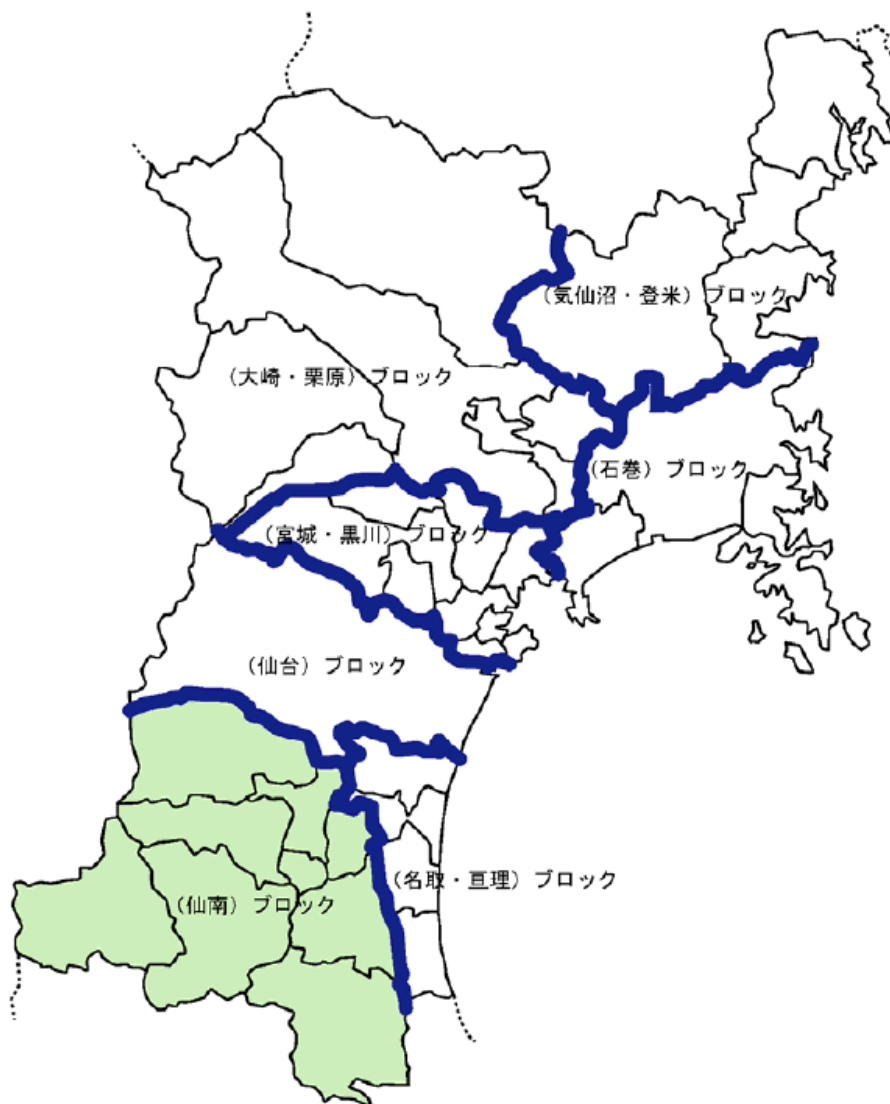 （気仙沼・登米）ブロック
（大崎・栗原）ブロック
（石巻）ブロック
（宮城・黒川）ブロック
（仙台）ブロック
（名取・亘理）ブロック
（仙南）ブロック